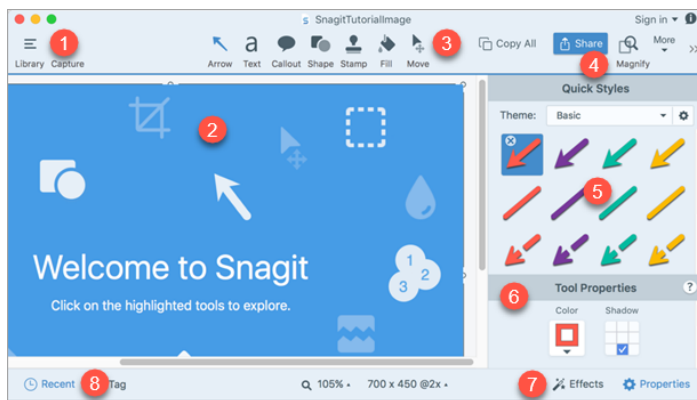 SnagitTutorialImage
Sign in
1
3
Copy All
Share
More
Library Capture
Arrow Text Callout Shape Stamp Fill Move
4
Magnify
Quick Styles
Theme: Basic
2
5
1
2
3
Welcome to Snagit
Click on the highlighted tools to explore.
6
Tool Properties
?
Color Shadow
Recent
8
Tag
105%
700 x 450 @2x
7
Effects
Properties